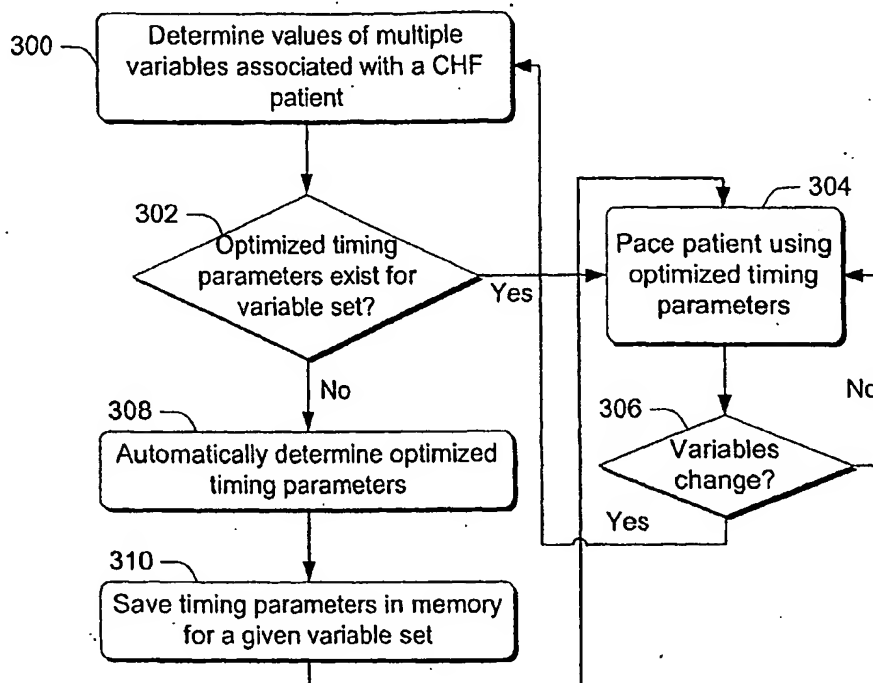 300
Determine values of multiple
variables associated with a CHF
patient
302
Optimized timing
parameters exist for
variable set?
Yes
No
304
Pace patient using
optimized timing
parameters
306
Variables
change?
No
Yes
308
Automatically determine optimized
timing parameters
310
Save timing parameters in memory
for a given variable set